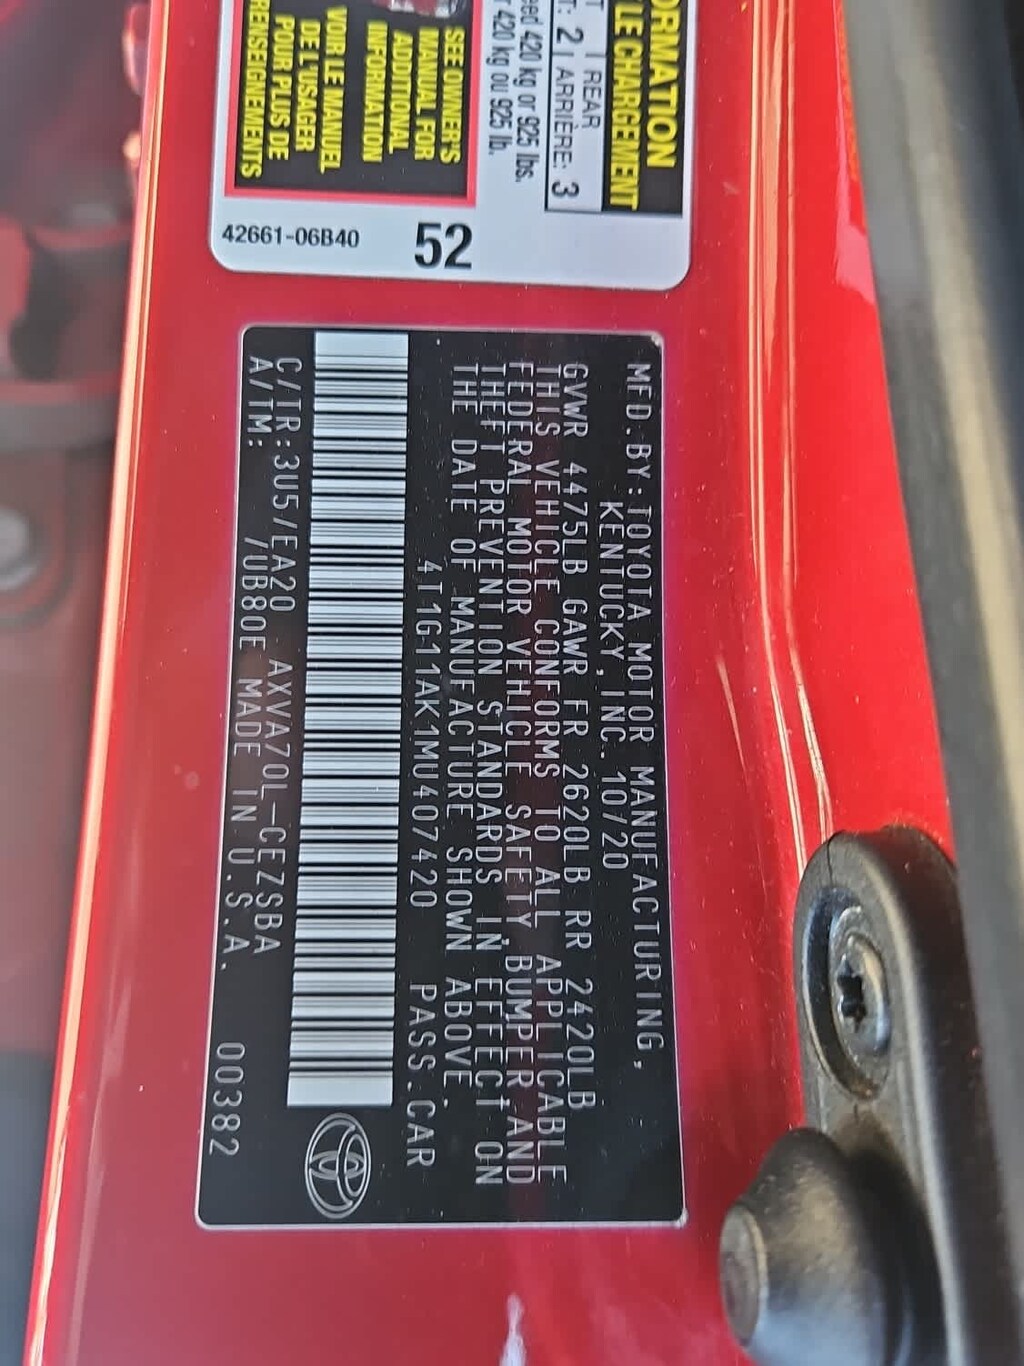 ORMATION
LE CHARGEMENT
REAR
T: 2 ARRIÈRE: 3
eed 420 kg or 925 lbs.
r 420 kg ou 925 lb.
SEE OWNER'S
MANUAL FOR
ADDITIONAL
INFORMATION
VOIR LE MANUEL
DE L'USAGER
POUR PLUS DE
RENSEIGNEMENTS
42661-06B40
52
MFD.BY:TOYOTA MOTOR MANUFACTURING,
KENTUCKY,INC. 10/20
GVWR 4475LB GAWR FR 2620LB RR 2420LB
THIS VEHICLE CONFORMS TO ALL APPLICABLE
FEDERAL MOTOR VEHICLE SAFETY,BUMPER,AND
THEFT PREVENTION STANDARDS IN EFFECT ON
THE DATE OF MANUFACTURE SHOWN ABOVE.
4T1G11AK1MU407420 PASS.CAR
C/TR:3U5/EA20 AXVA70L-CEZSBA
A/TM: /UB80E MADE IN U.S.A. 00382